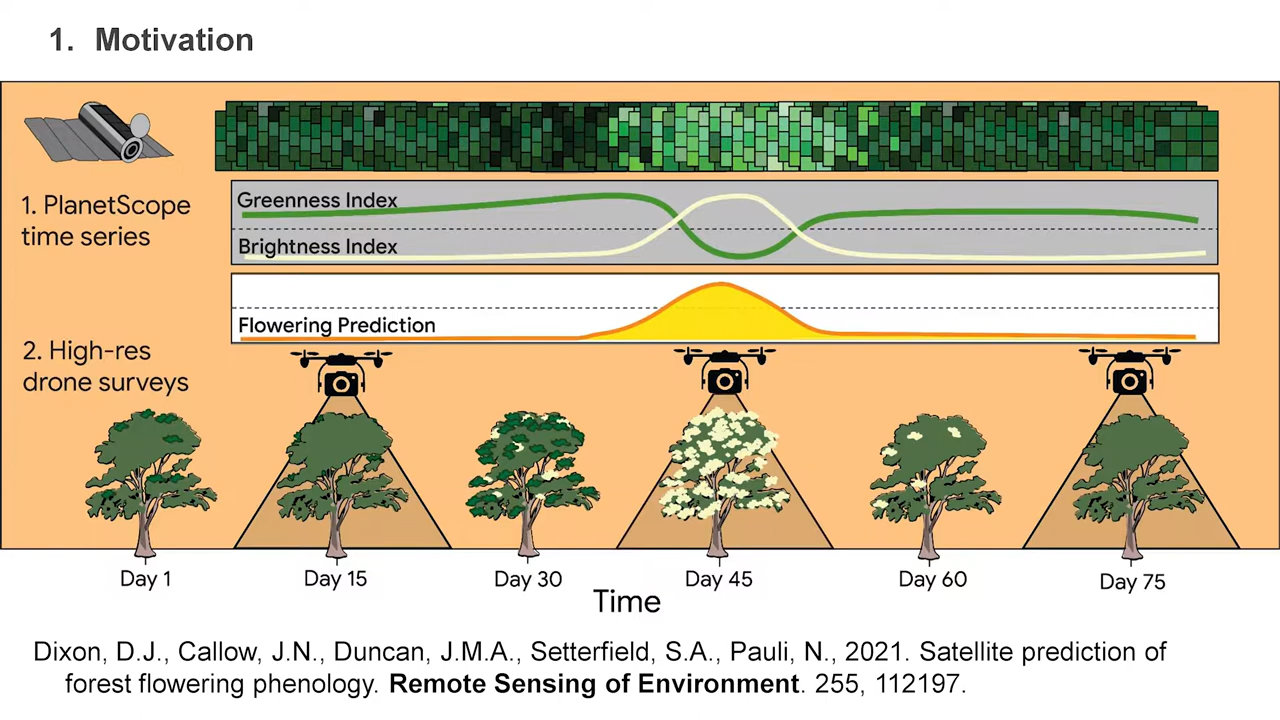 1. Motivation
1. PlanetScope
time series
Greenness Index
Brightness Index
Flowering Prediction
2. High-res
drone surveys
Day 1
Day 15
Day 30
Day 45
Day 60
Day 75
Time
Dixon, D.J., Callow, J.N., Duncan, J.M.A., Setterfield, S.A., Pauli, N., 2021. Satellite prediction of
forest flowering phenology. Remote Sensing of Environment. 255, 112197.